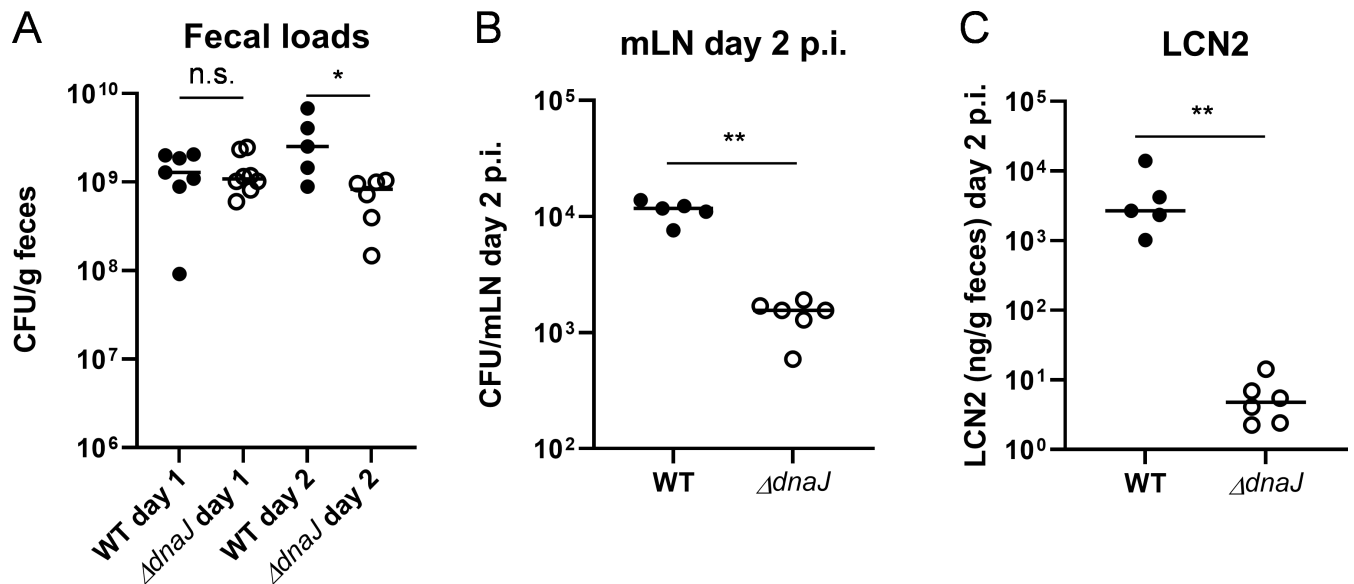 A
Fecal loads
n.s.
*
CFU/g feces
10¹⁰
10⁹
10⁸
10⁷
10⁶
WT day 1
ΔdnaJ day 1
WT day 2
ΔdnaJ day 2
B
mLN day 2 p.i.
**
CFU/mLN day 2 p.i.
10⁵
10⁴
10³
10²
WT
ΔdnaJ
C
LCN2
**
LCN2 (ng/g feces) day 2 p.i.
10⁵
10⁴
10³
10²
10¹
10⁰
WT
ΔdnaJ